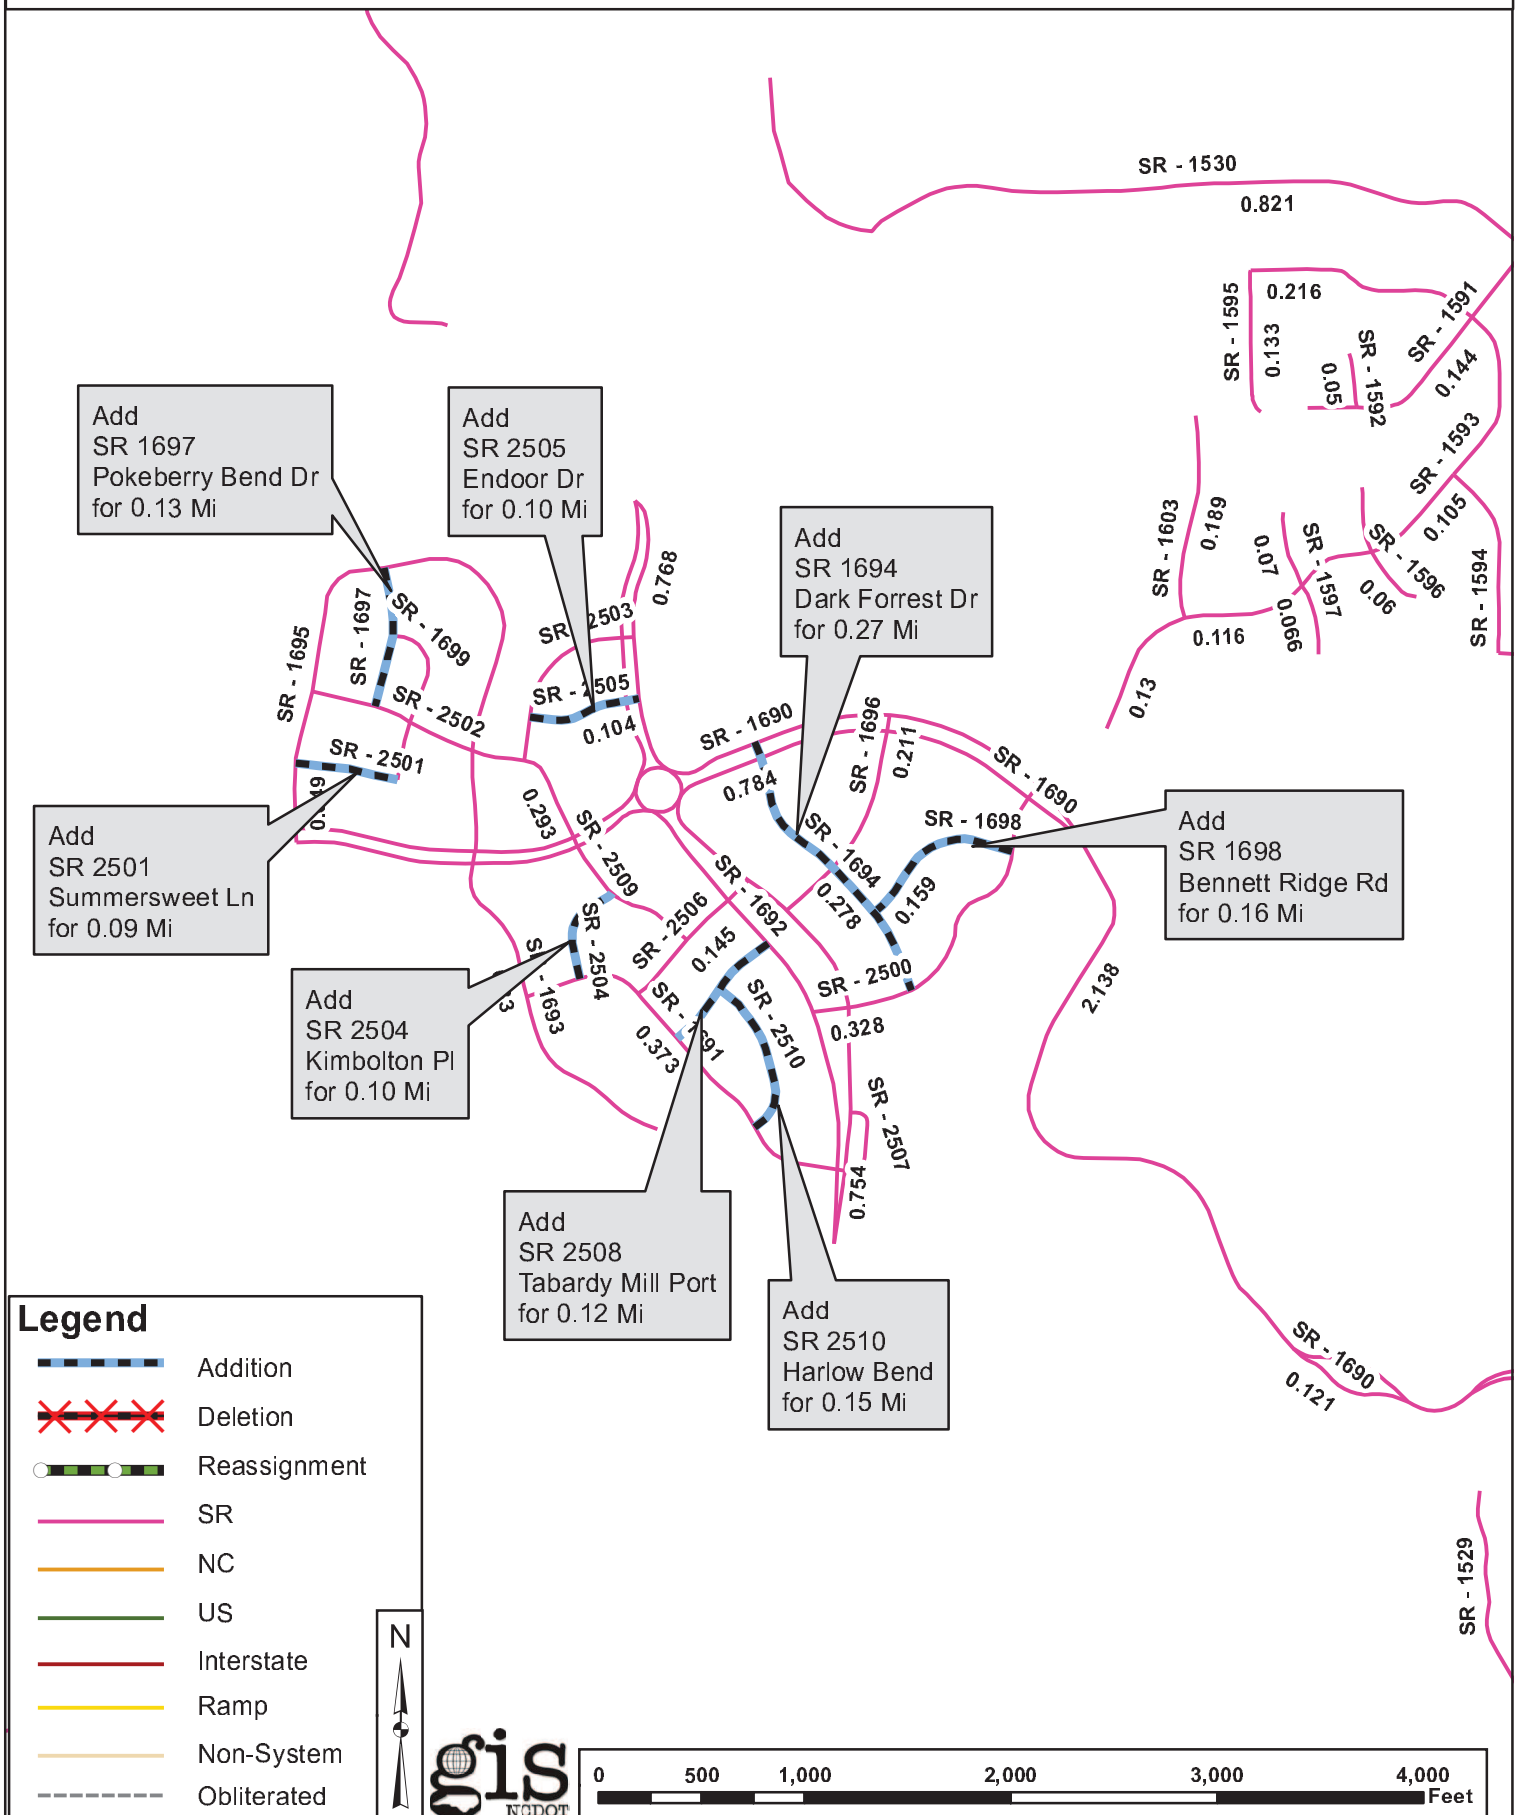 SR - 1530
0.821
SR - 1595
0.216
0.133
SR - 1591
0.144
SR - 1592
0.05
SR - 1593
0.105
SR - 1603
0.189
0.07
SR - 1597
SR - 1596
0.06
0.066
SR - 1594
0.116
0.13
Add
SR 1697
Pokeberry Bend Dr
for 0.13 Mi
Add
SR 2505
Endoor Dr
for 0.10 Mi
Add
SR 1694
Dark Forrest Dr
for 0.27 Mi
0.768
SR 2503
SR - 1697
SR - 1699
SR - 1695
SR - 2502
SR - 2505
0.104
SR - 2501
SR - 1690
0.784
SR - 1696
0.211
SR - 1690
SR - 1698
0.293
SR - 2509
SR - 1694
0.278
0.159
SR - 1692
SR - 2506
0.145
SR - 2504
SR - 1693
SR - 2500
0.328
SR - 1691
0.373
SR - 2510
2.138
SR - 2507
0.754
Add
SR 2501
Summersweet Ln
for 0.09 Mi
Add
SR 1698
Bennett Ridge Rd
for 0.16 Mi
Add
SR 2504
Kimbolton Pl
for 0.10 Mi
Add
SR 2508
Tabardy Mill Port
for 0.12 Mi
Add
SR 2510
Harlow Bend
for 0.15 Mi
SR - 1690
0.121
SR - 1529
Legend
Addition
Deletion
Reassignment
SR
NC
US
Interstate
Ramp
Non-System
Obliterated
N
gis
NCDOT
0 500 1,000 2,000 3,000 4,000
Feet